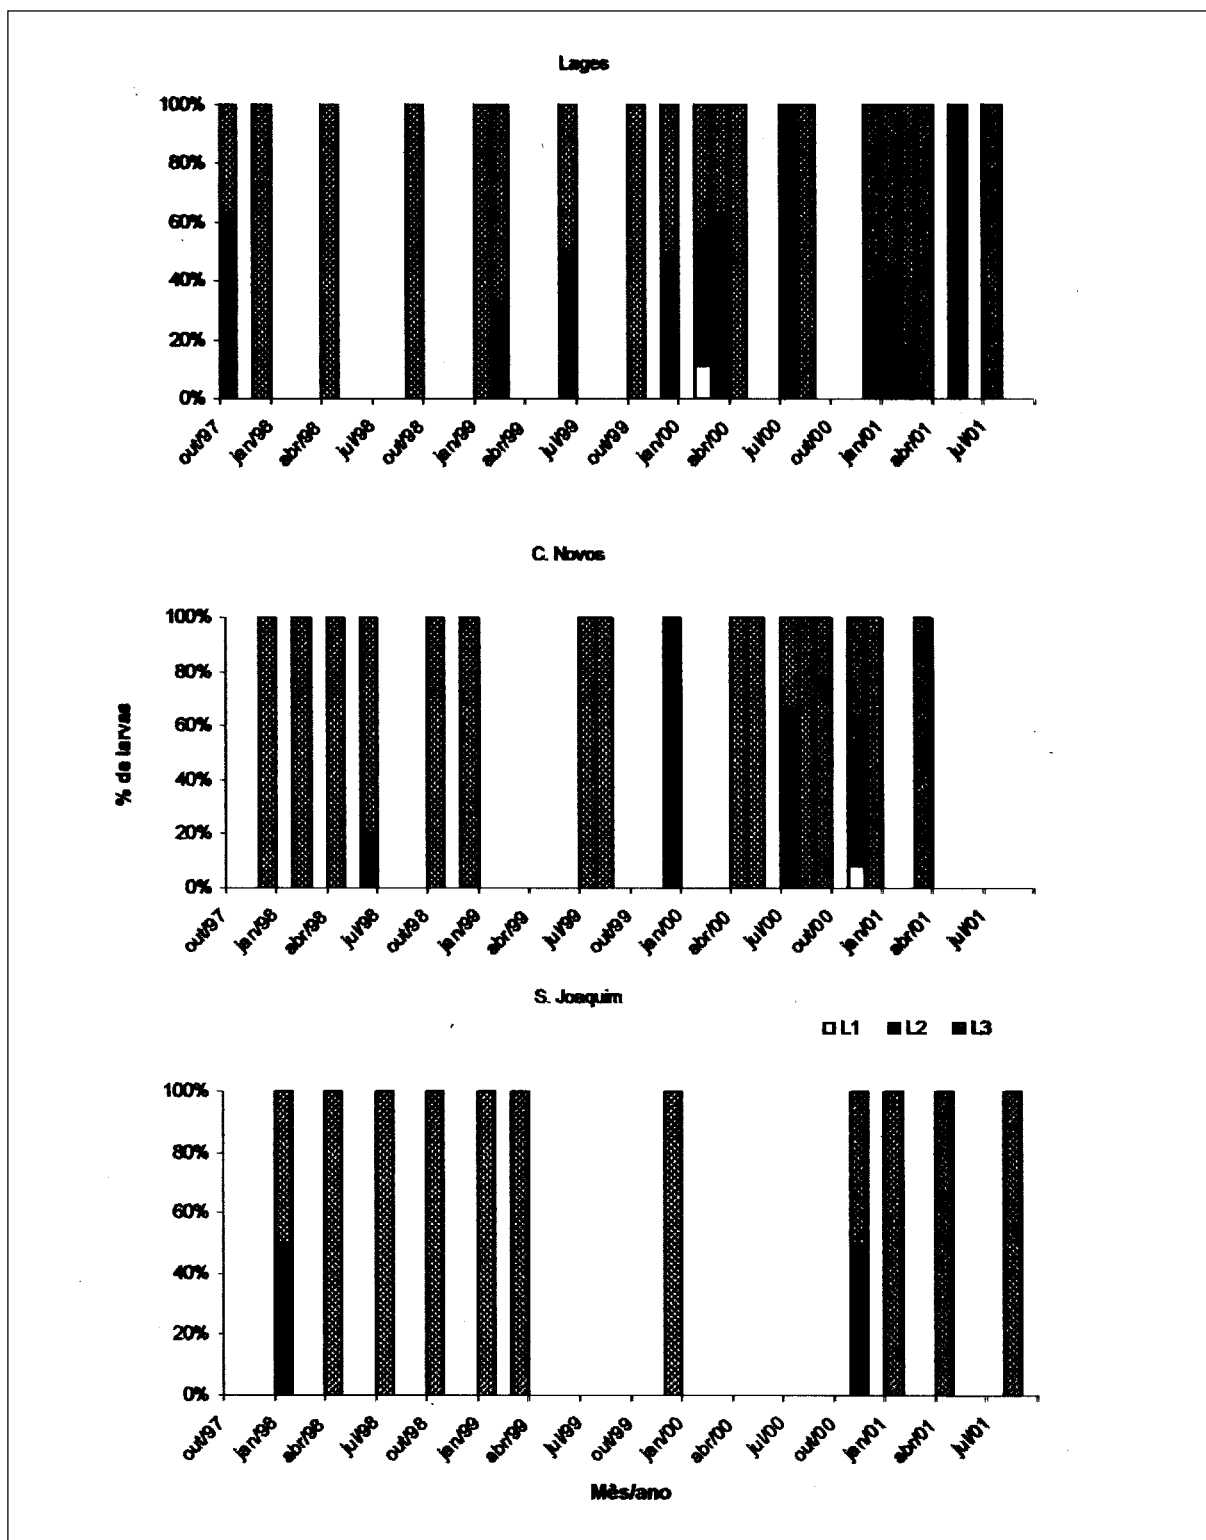 Lages
100%
80%
60%
40%
20%
0%
out/97
jan/98
abr/98
jul/98
out/98
jan/99
abr/99
jul/99
out/99
jan/00
abr/00
jul/00
out/00
jan/01
abr/01
jul/01
C. Novos
% de larvas
100%
80%
60%
40%
20%
0%
out/97
jan/98
abr/98
jul/98
out/98
jan/99
abr/99
jul/99
out/99
jan/00
abr/00
jul/00
out/00
jan/01
abr/01
jul/01
S. Joaquim
L1 L2 L3
100%
80%
60%
40%
20%
0%
out/97
jan/98
abr/98
jul/98
out/98
jan/99
abr/99
jul/99
out/99
jan/00
abr/00
jul/00
out/00
jan/01
abr/01
jul/01
Mês/ano